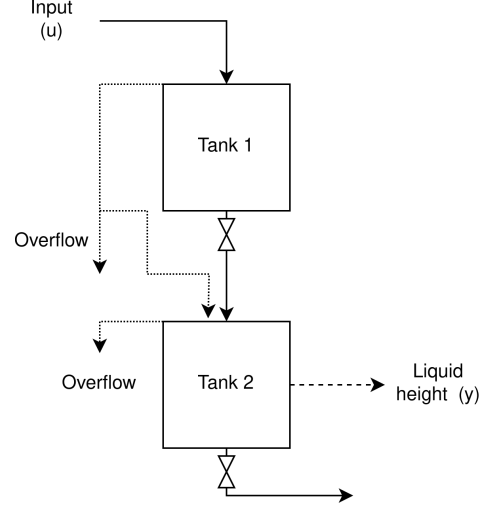 Input
(u)
Tank 1
Overflow
Tank 2
Overflow
Liquid
height (y)